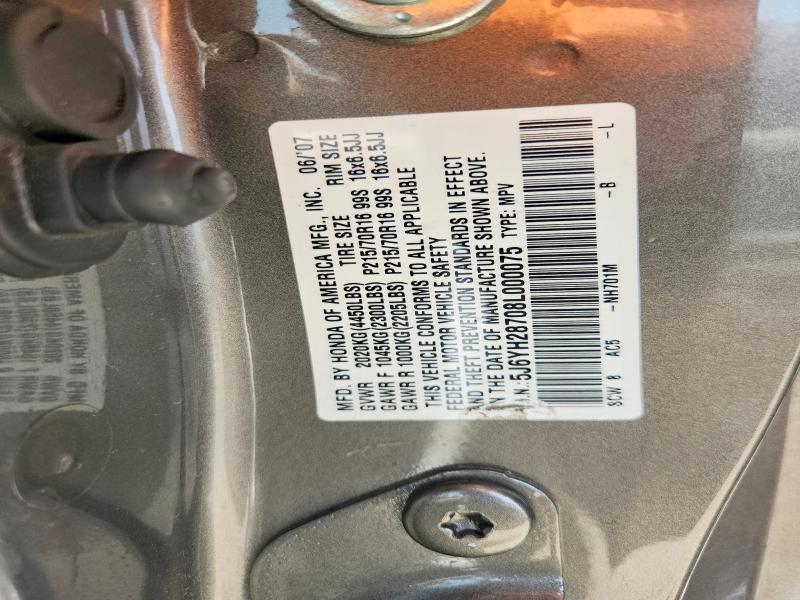 MFD. BY HONDA OF AMERICA MFG., INC. 06/'07
GVWR 2020KG(4450LBS) TIRE SIZE RIM SIZE
GAWR F 1045KG(2300LBS) P215/70R16 99S 16x6.5JJ
GAWR R 1000KG(2205LBS) P215/70R16 99S 16x6.5JJ
THIS VEHICLE CONFORMS TO ALL APPLICABLE
FEDERAL MOTOR VEHICLE SAFETY
AND THEFT PREVENTION STANDARDS IN EFFECT
IN THE DATE OF MANUFACTURE SHOWN ABOVE.
.I.N.:5J6YH28708L000075 TYPE: MPV
SCW 8 AC5 -NH701M -B -L